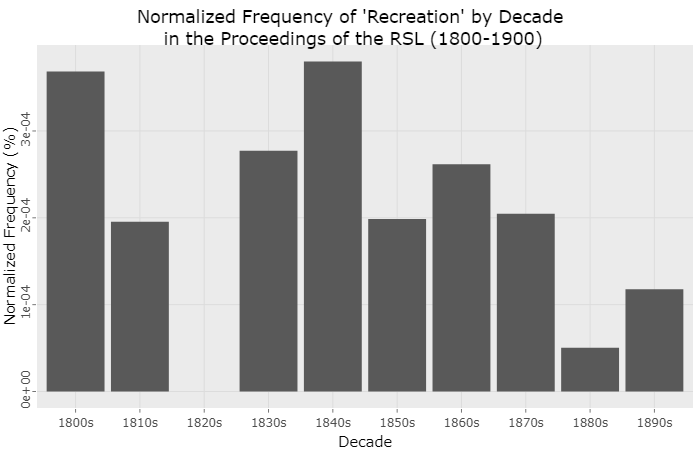 Normalized Frequency of 'Recreation' by Decade
in the Proceedings of the RSL (1800-1900)
Normalized Frequency (%)
3e-04
2e-04
1e-04
0e+00
1800s 1810s 1820s 1830s 1840s 1850s 1860s 1870s 1880s 1890s
Decade